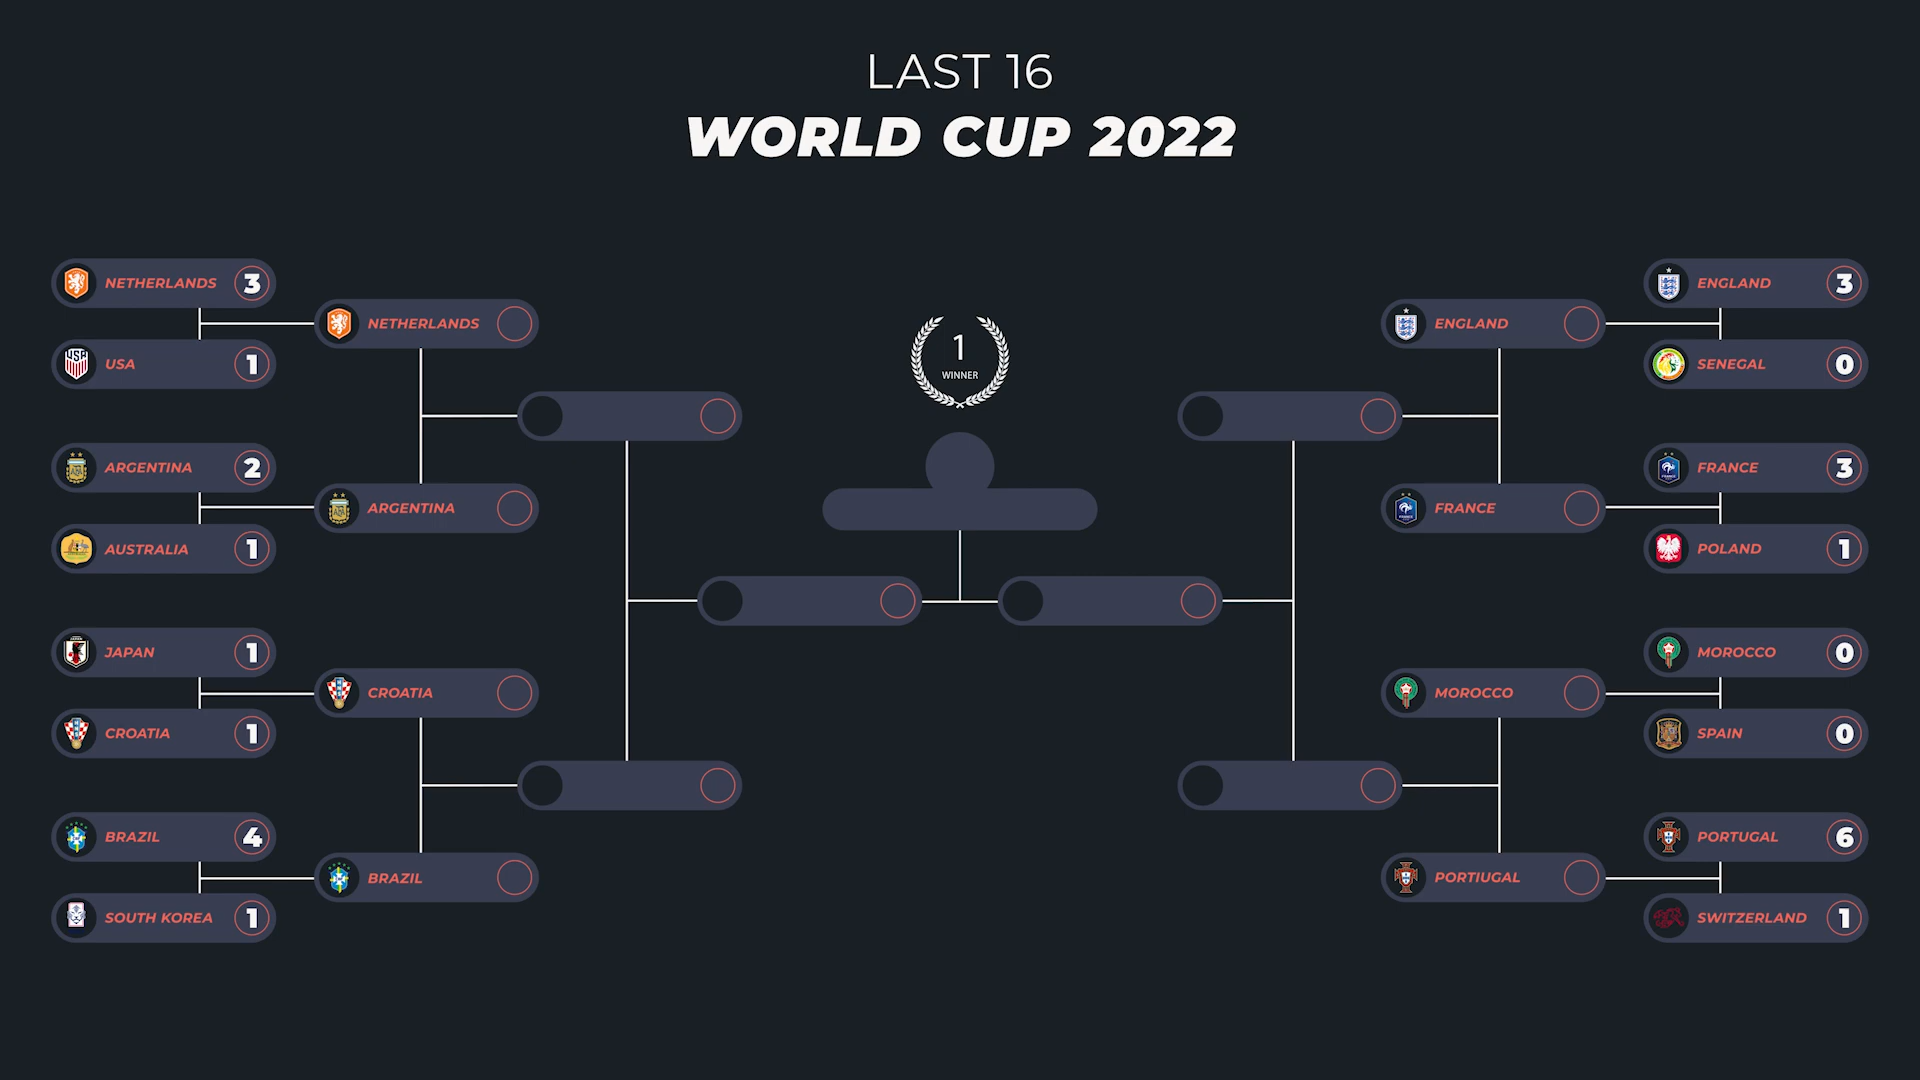 LAST 16
WORLD CUP 2022
1
WINNER
NETHERLANDS 3
USA 1
ARGENTINA 2
AUSTRALIA 1
JAPAN 1
CROATIA 1
BRAZIL 4
SOUTH KOREA 1
NETHERLANDS
ARGENTINA
CROATIA
BRAZIL
ENGLAND
FRANCE
MOROCCO
PORTIUGAL
ENGLAND 3
SENEGAL 0
FRANCE 3
POLAND 1
MOROCCO 0
SPAIN 0
PORTUGAL 6
SWITZERLAND 1